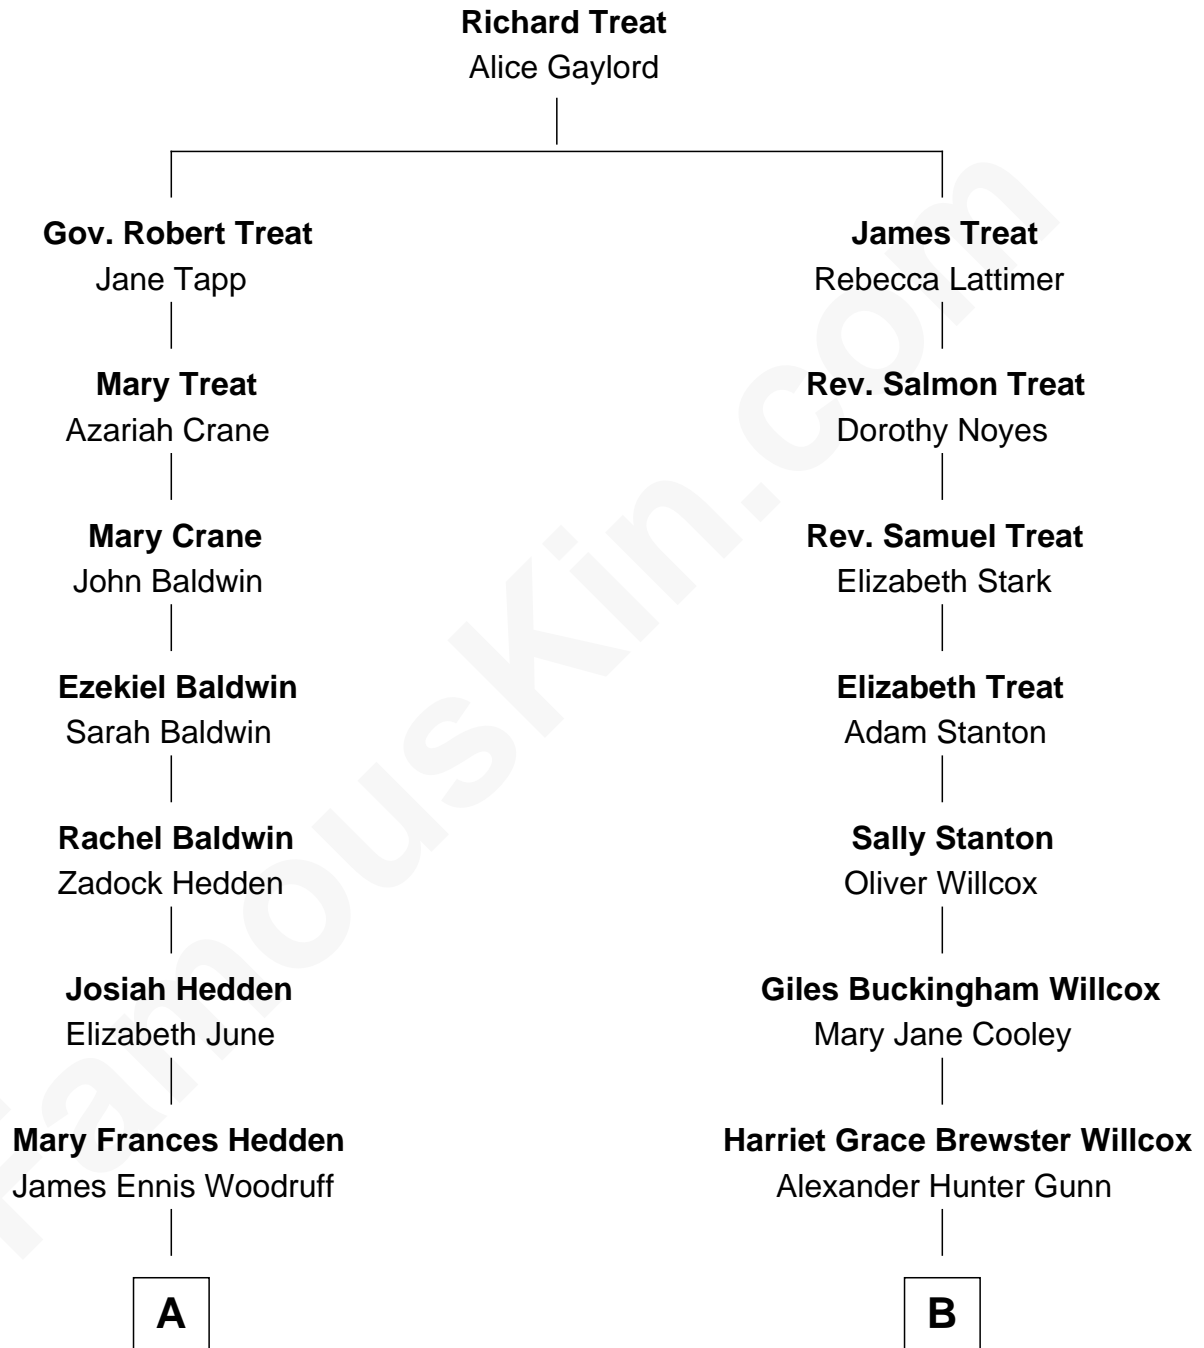 Richard Treat
Alice Gaylord
Gov. Robert Treat
Jane Tapp
James Treat
Rebecca Lattimer
Mary Treat
Azariah Crane
Rev. Salmon Treat
Dorothy Noyes
Mary Crane
John Baldwin
Rev. Samuel Treat
Elizabeth Stark
Ezekiel Baldwin
Sarah Baldwin
Elizabeth Treat
Adam Stanton
Rachel Baldwin
Zadock Hedden
Sally Stanton
Oliver Willcox
Josiah Hedden
Elizabeth June
Giles Buckingham Willcox
Mary Jane Cooley
Mary Frances Hedden
James Ennis Woodruff
Harriet Grace Brewster Willcox
Alexander Hunter Gunn
A
B
FamousKin.com